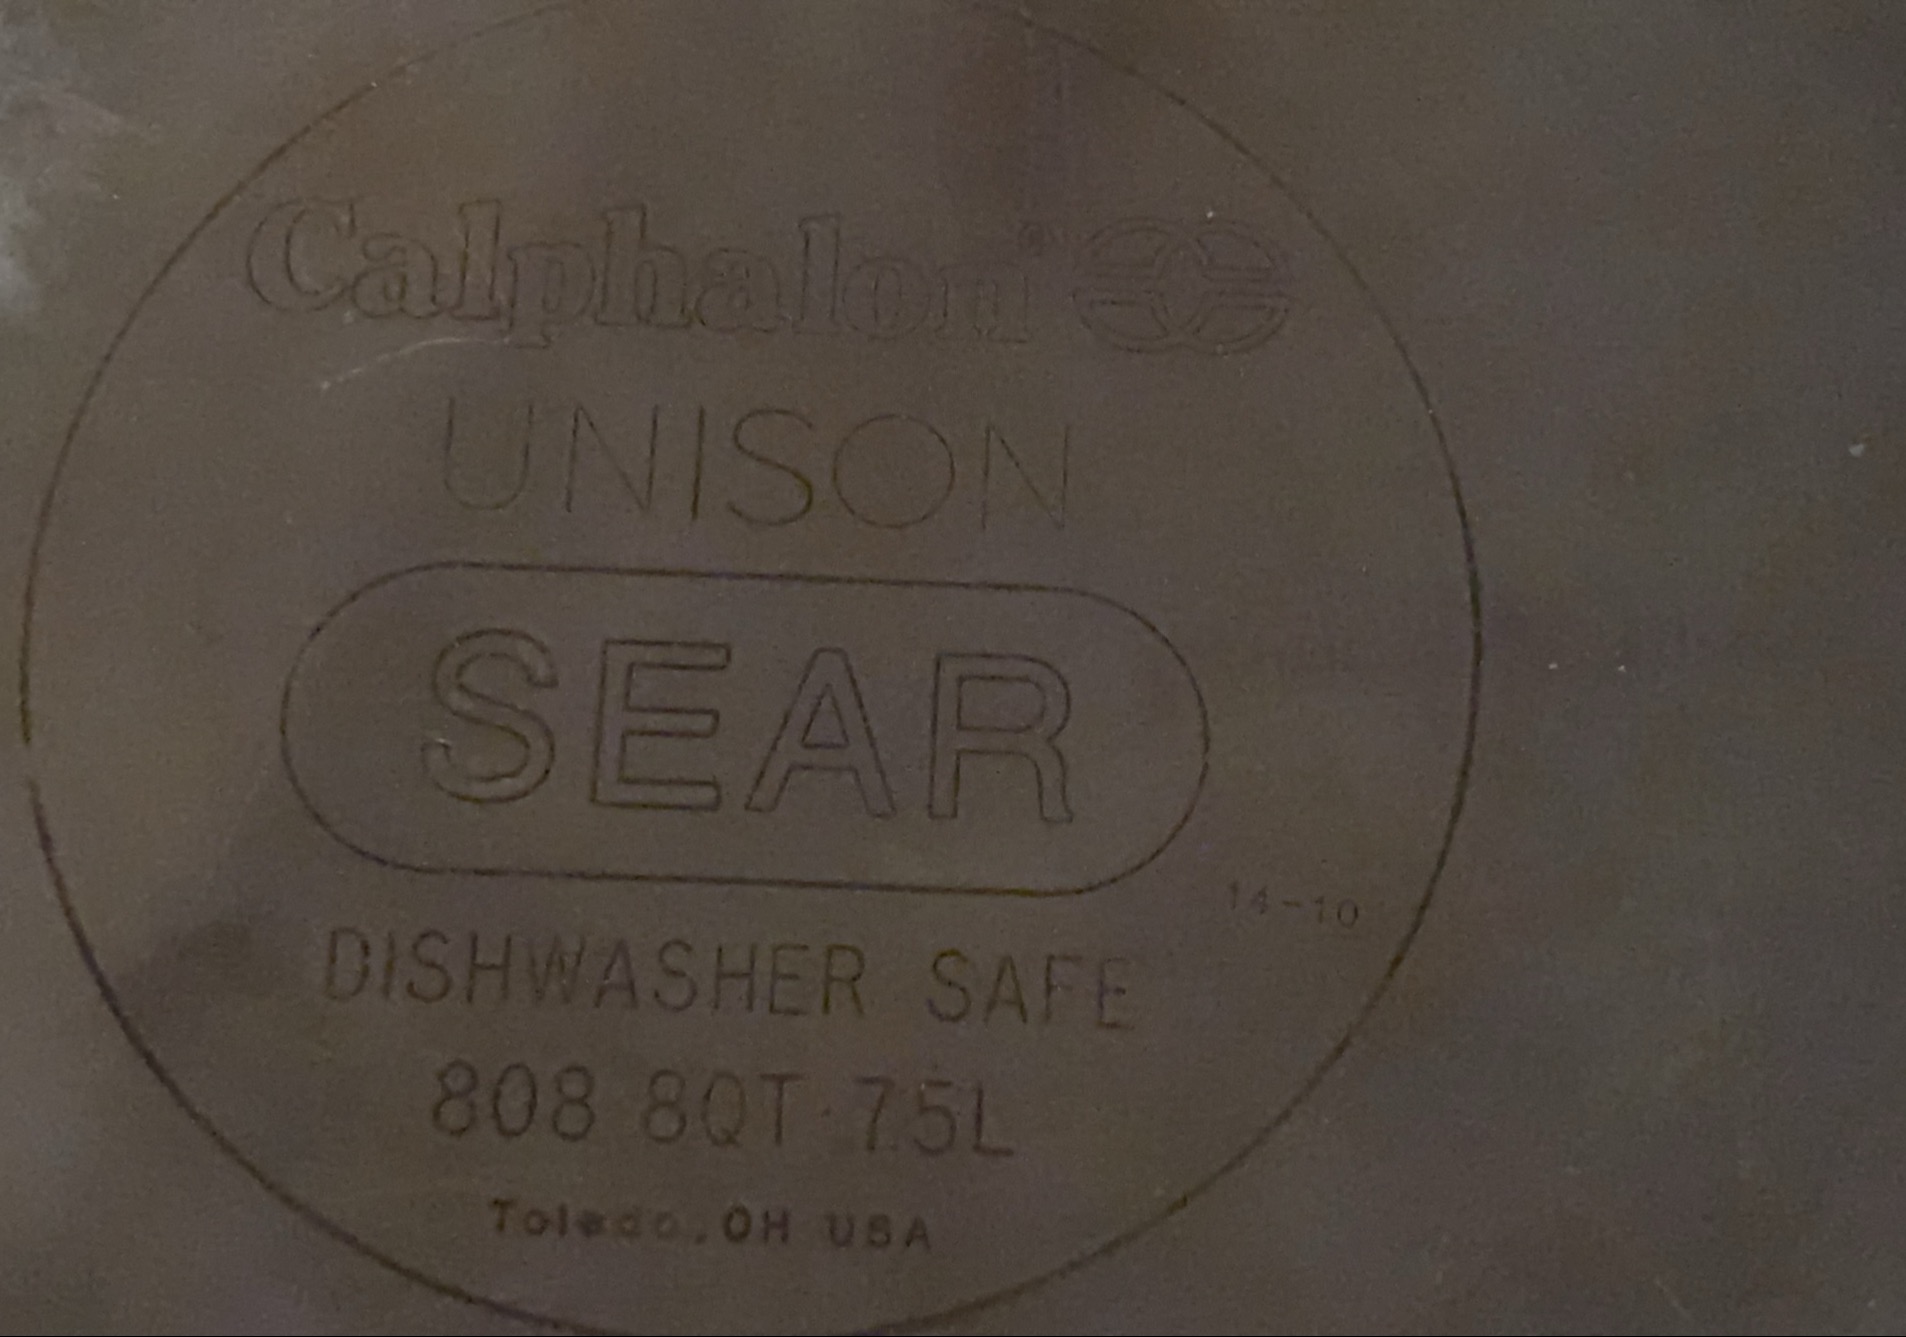 Calphalon®
UNISON
SEAR
14-10
DISHWASHER SAFE
808 8QT·7.5L
Toledo, OH USA